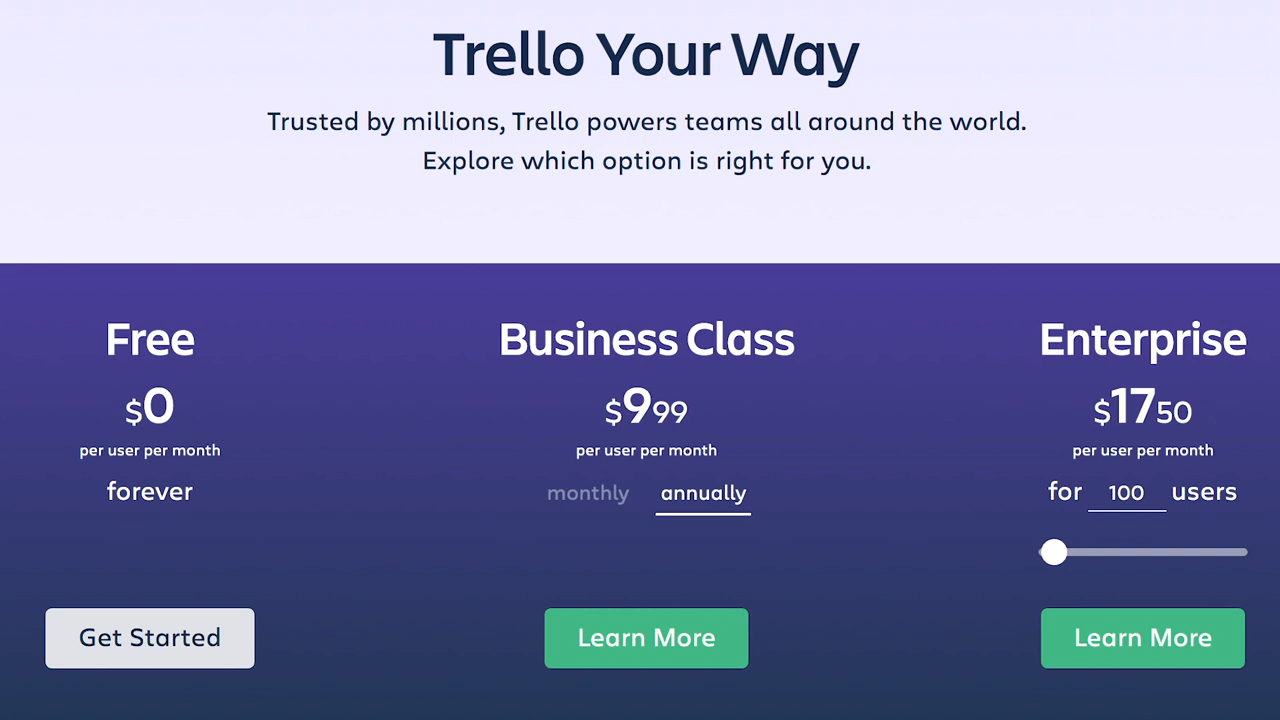 Trello Your Way
Trusted by millions, Trello powers teams all around the world.
Explore which option is right for you.
Free
$0
per user per month
forever
Get Started
Business Class
$999
per user per month
monthly annually
Learn More
Enterprise
$1750
per user per month
for 100 users
Learn More